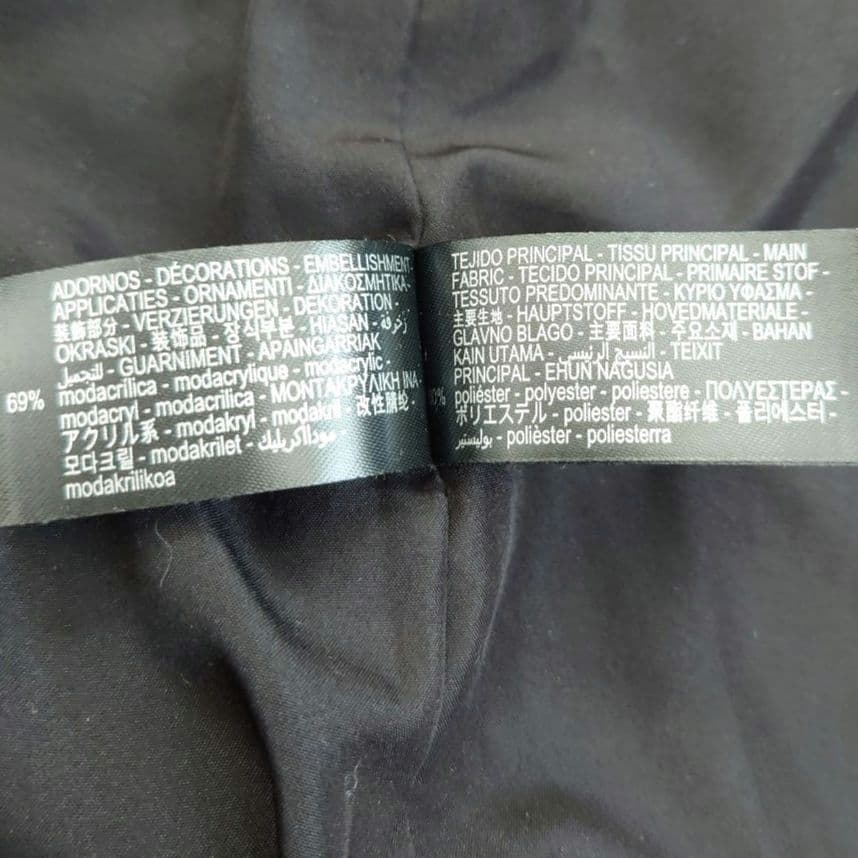 ADORNOS - DÉCORATIONS - EMBELLISHMENT-
APPLICATIES - ORNAMENTI - ΔΙΑΚΟΣΜΗΤΙΚΑ-
装飾部分 - VERZIERUNGEN - DEKORATION -
OKRASKI - 装饰品 - 장식부분 - HIASAN - زخرفة -
للتجميل - GUARNIMENT - APAINGARRIAK
69% modacrílica - modacrylique - modacrylic -
modacryl - modacrilica - ΜΟΝΤΑΚΡΥΛΙΚΗ ΙΝΑ -
アクリル系 - modakryl - modakril - 改性腈纶 -
모다크릴 - modakrilet - موداكريليك -
modakrilikoa
TEJIDO PRINCIPAL - TISSU PRINCIPAL - MAIN
FABRIC - TECIDO PRINCIPAL - PRIMAIRE STOF -
TESSUTO PREDOMINANTE - ΚΥΡΙΟ ΥΦΑΣΜΑ -
主要生地 - HAUPTSTOFF - HOVEDMATERIALE -
GLAVNO BLAGO - 主要面料 - 주요소재 - BAHAN
KAIN UTAMA - النسيج الرئيسي - TEIXIT
PRINCIPAL - EHUN NAGUSIA
poliéster - polyester - poliestere - ΠΟΛΥΕΣΤΕΡΑΣ -
ポリエステル - poliester - 聚酯纤维 - 폴리에스터 -
بوليستير - polièster - poliesterra